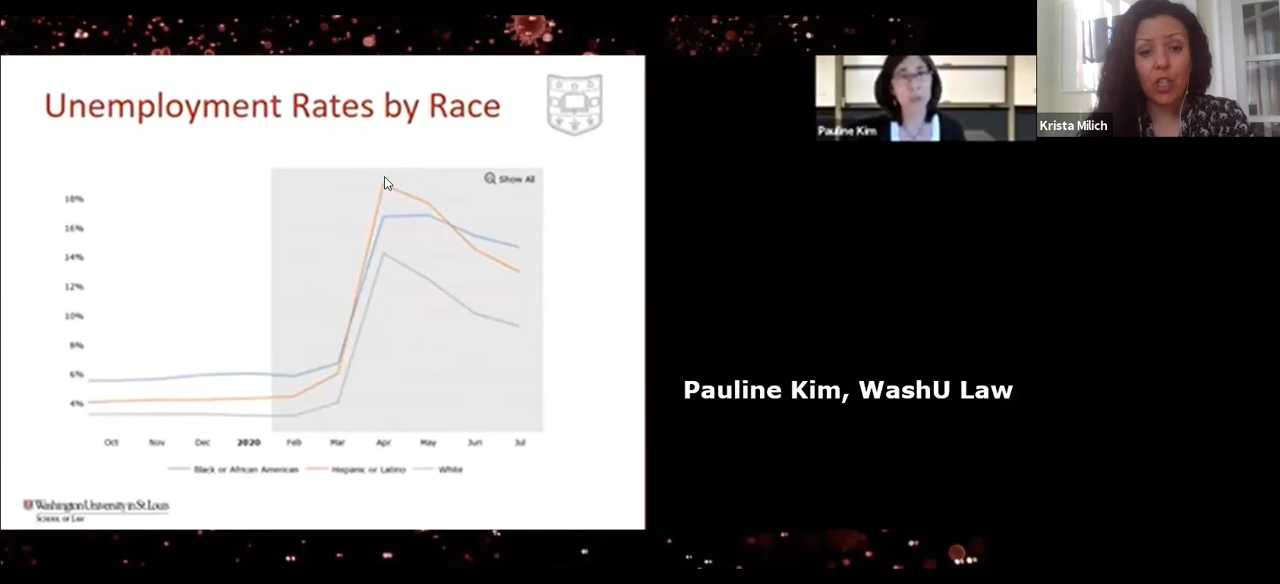 Unemployment Rates by Race
Show All
18%
16%
14%
12%
10%
8%
6%
4%
Oct Nov Dec 2020 Feb Mar Apr May Jun Jul
Black or African American Hispanic or Latino White
Washington University in St. Louis
SCHOOL OF LAW
Pauline Kim
Krista Milich
Pauline Kim, WashU Law